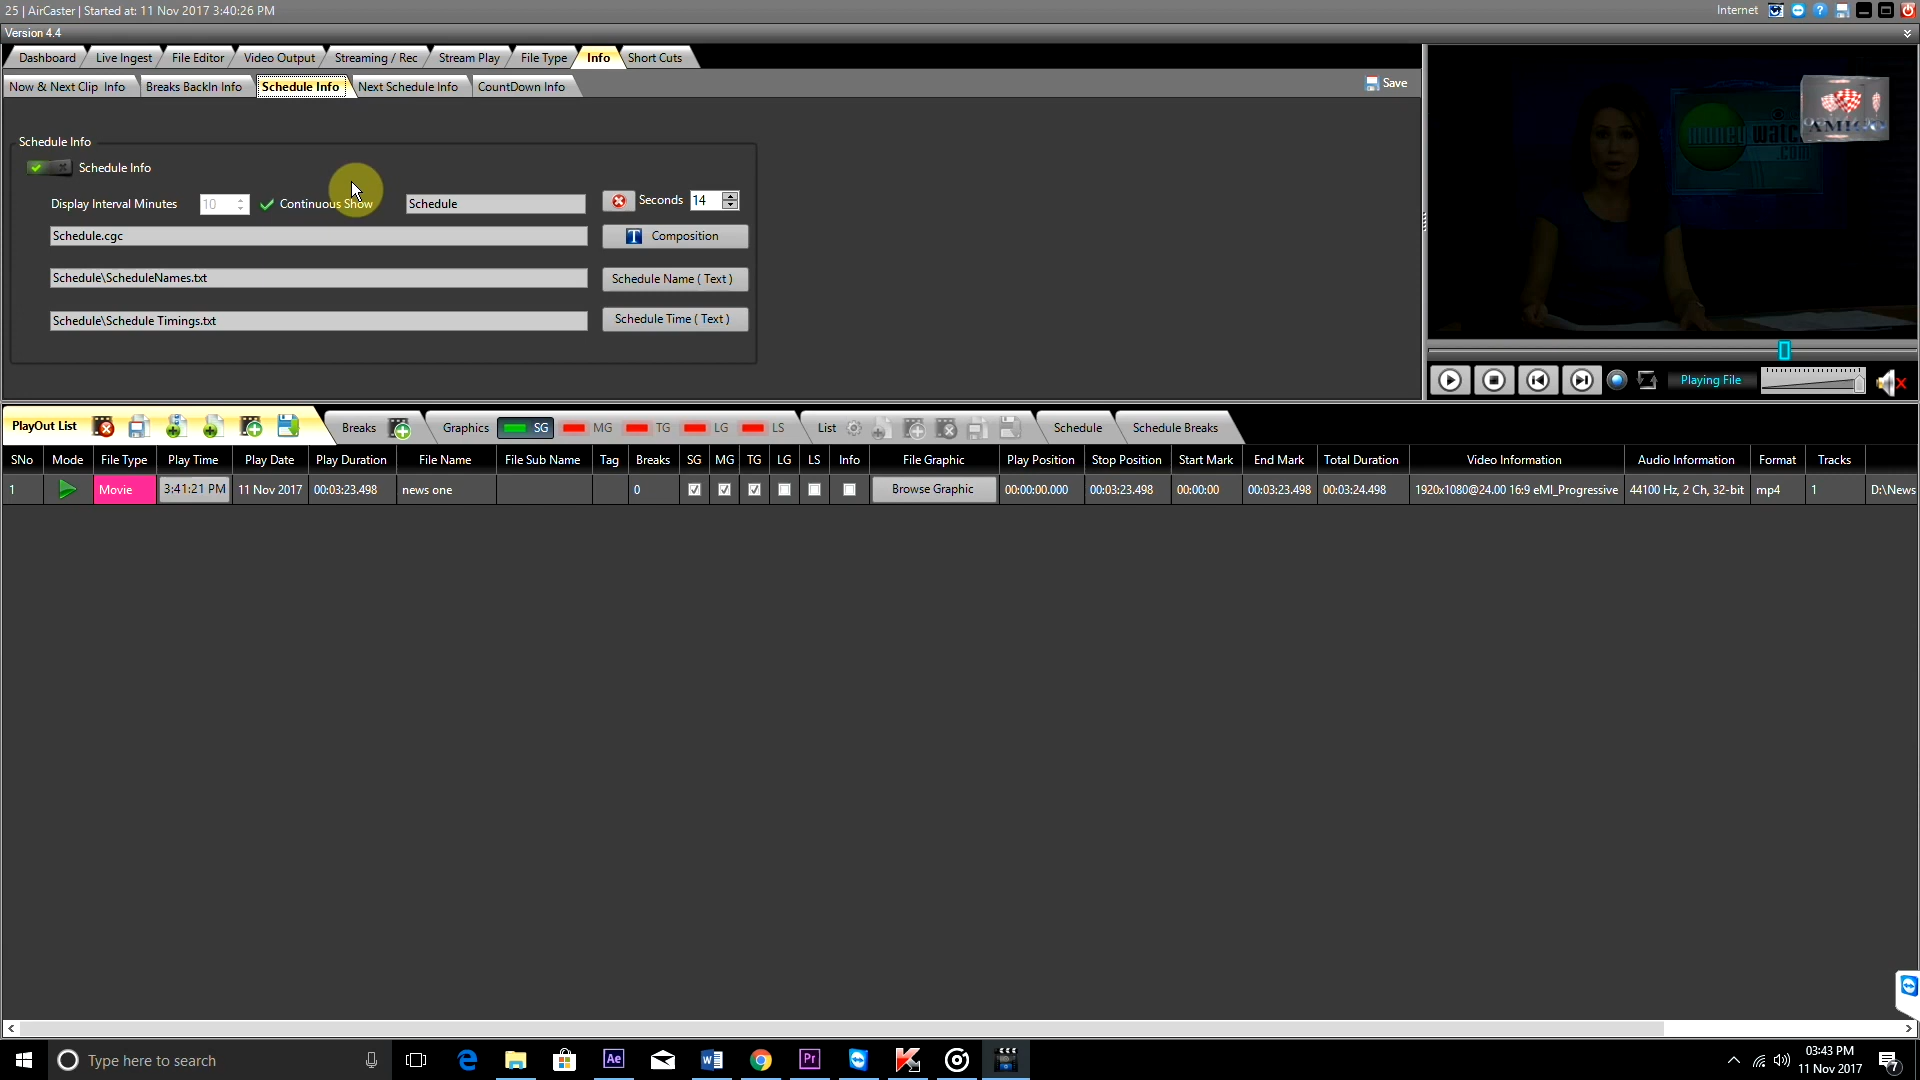 25 | AirCaster | Started at: 11 Nov 2017 3:40:26 PM
Internet
Version 4.4
Dashboard Live Ingest File Editor Video Output Streaming / Rec Stream Play File Type Info Short Cuts
Now & Next Clip Info Breaks BackIn Info Schedule Info Next Schedule Info CountDown Info Save
Schedule Info
Schedule Info
Display Interval Minutes 10 Continuous Show Schedule Seconds 14
Schedule.cgc Composition
Schedule\ScheduleNames.txt Schedule Name ( Text )
Schedule\Schedule Timings.txt Schedule Time ( Text )
money watch
.com
AMIGO
Playing File
PlayOut List Breaks Graphics SG MG TG LG LS List Schedule Schedule Breaks
SNo Mode File Type Play Time Play Date Play Duration File Name File Sub Name Tag Breaks SG MG TG LG LS Info File Graphic Play Position Stop Position Start Mark End Mark Total Duration Video Information Audio Information Format Tracks
1 Movie 3:41:21 PM 11 Nov 2017 00:03:23.498 news one 0 Browse Graphic 00:00:00.000 00:03:23.498 00:00:00 00:03:23.498 00:03:24.498 1920x1080@24.00 16:9 eMI_Progressive 44100 Hz, 2 Ch, 32-bit mp4 1 D:\News
Type here to search
03:43 PM
11 Nov 2017
7